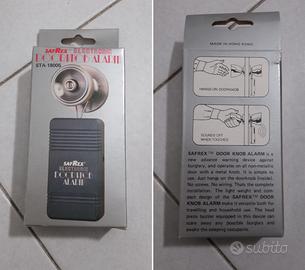 SAFREX ELECTRONIC
DOORKNOB ALARM
STA-1800S
SAFREX
ELECTRONIC
DOORKNOB
ALARM
MADE IN HONG KONG
HANGS ON DOORKNOB
SOUNDS OFF
WHEN TOUCHED
SAFREX™ DOOR KNOB ALARM is a
new advance warning device against
burglary, and operate on all non-metallic
door with a metal knob. It is simple to
use. Just hangs on the doorknob (inside).
No screws. No wiring. Thats the complete
installation. The light weight and com-
pact design of the SAFREX™ DOOR
KNOB ALARM make it versatile both for
travelling and household use. The loud
piezo buzzer equipped in this device can
scare away any possible burglars and
awake the sleeping occupants.
subito